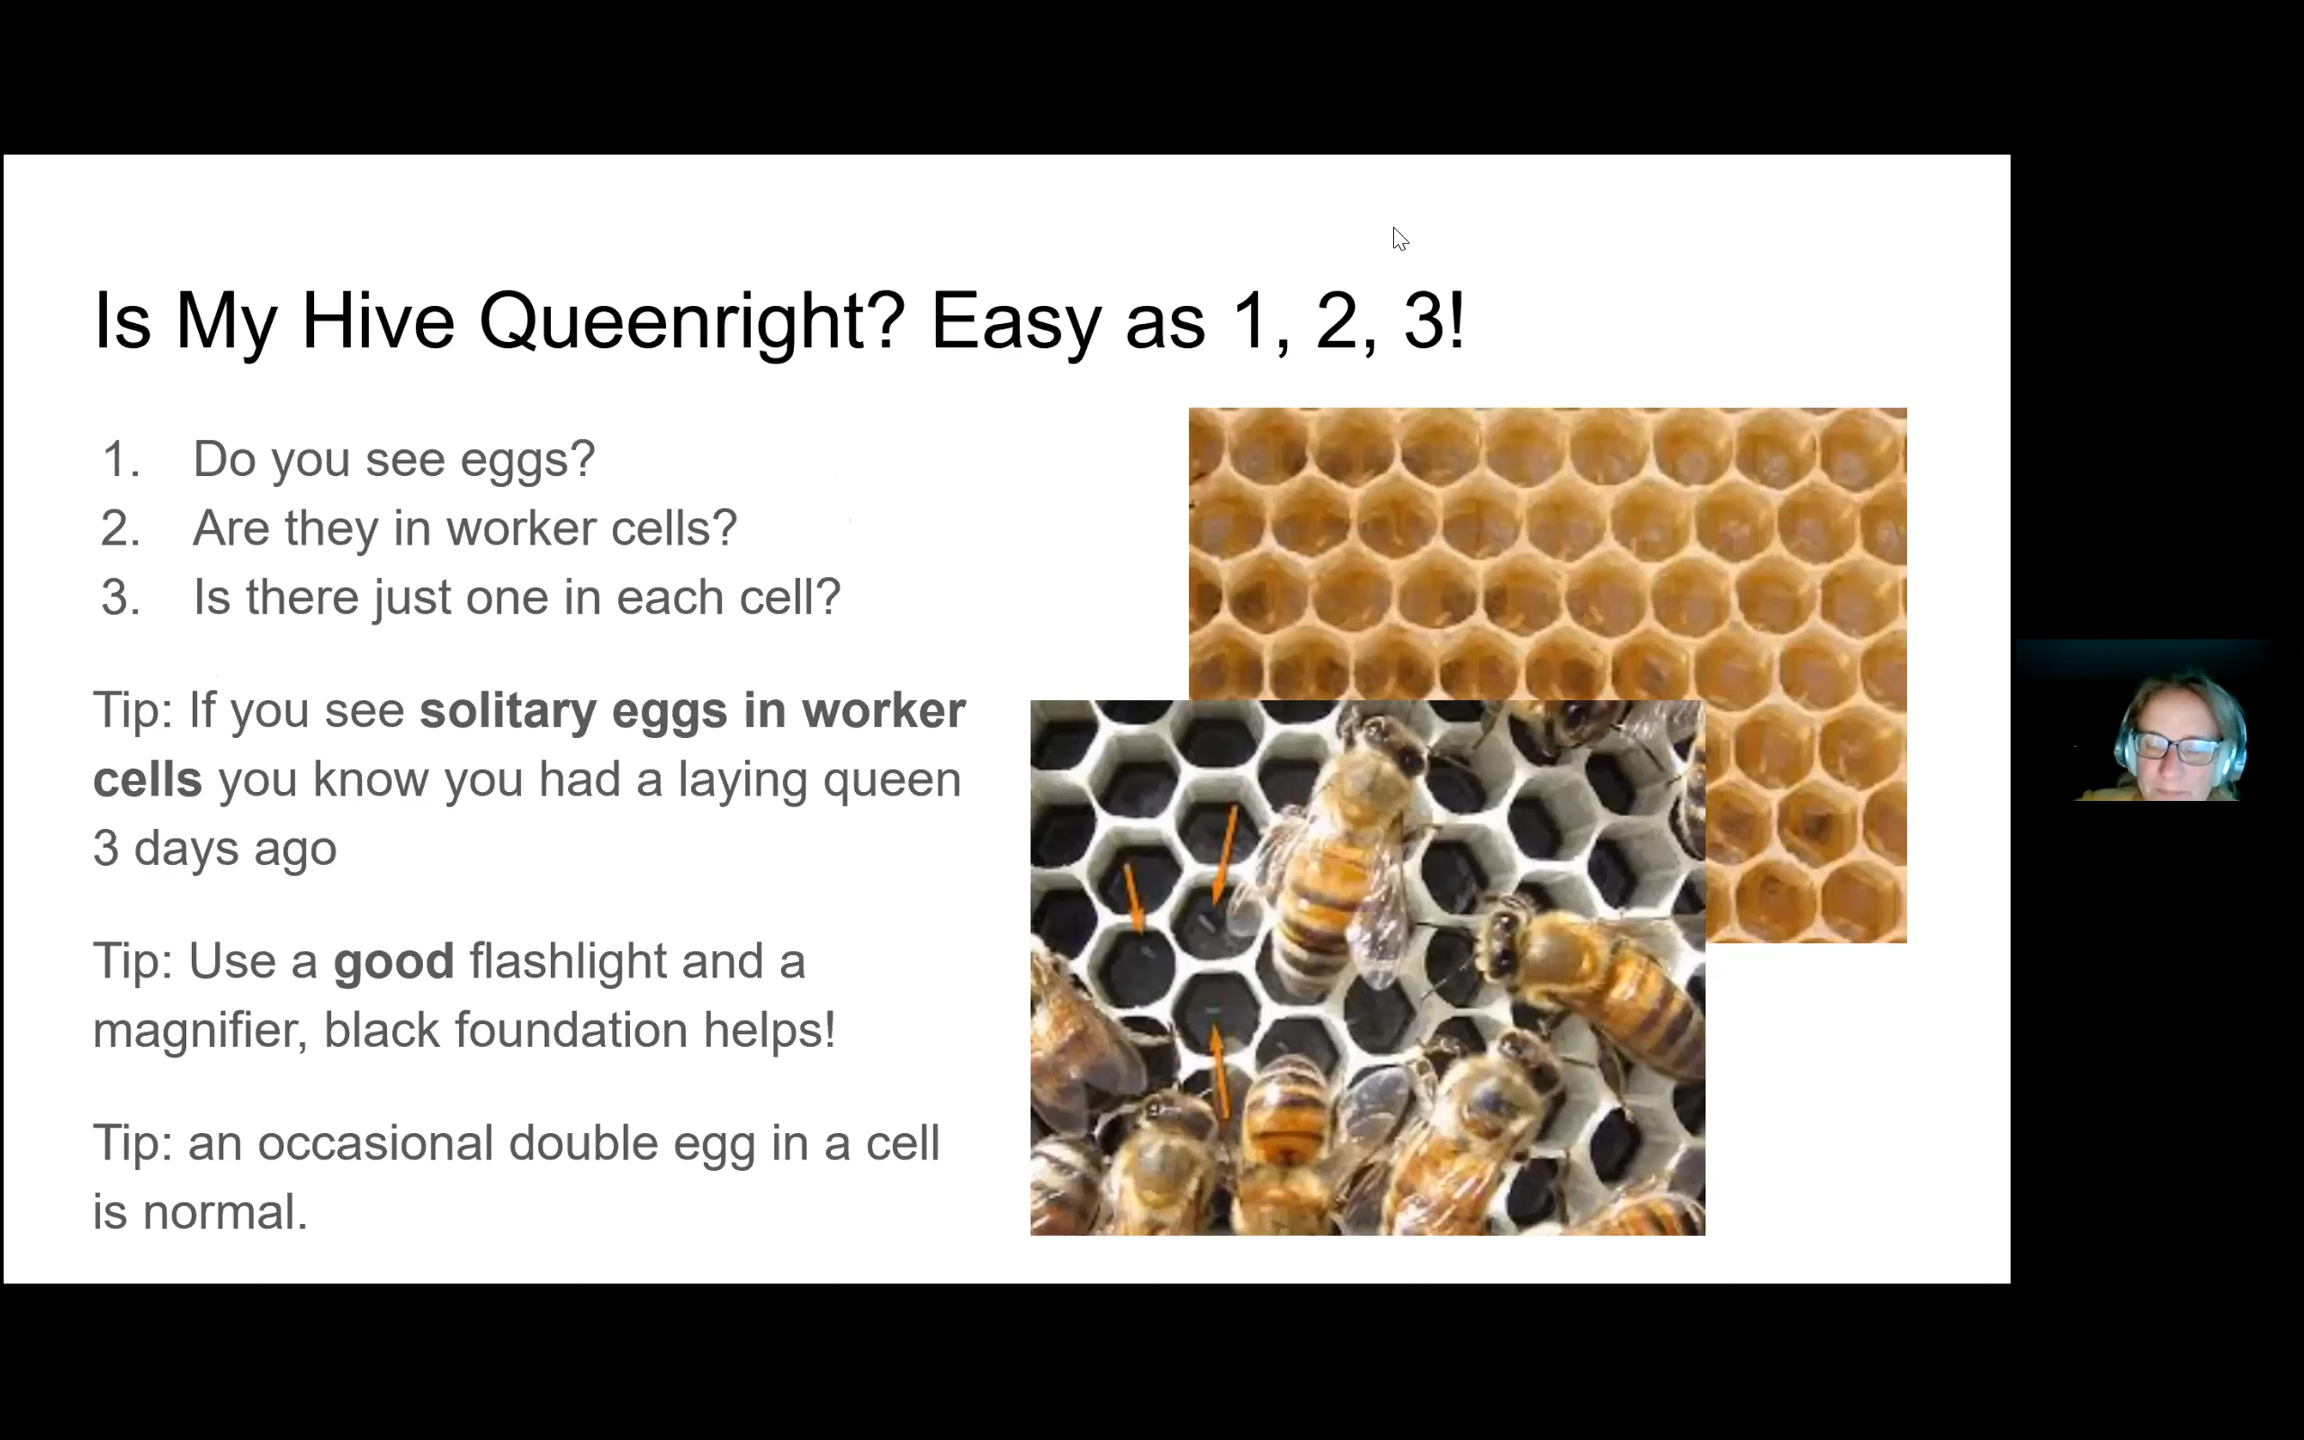 Is My Hive Queenright? Easy as 1, 2, 3!
1. Do you see eggs?
2. Are they in worker cells?
3. Is there just one in each cell?
Tip: If you see solitary eggs in worker
cells you know you had a laying queen
3 days ago
Tip: Use a good flashlight and a
magnifier, black foundation helps!
Tip: an occasional double egg in a cell
is normal.